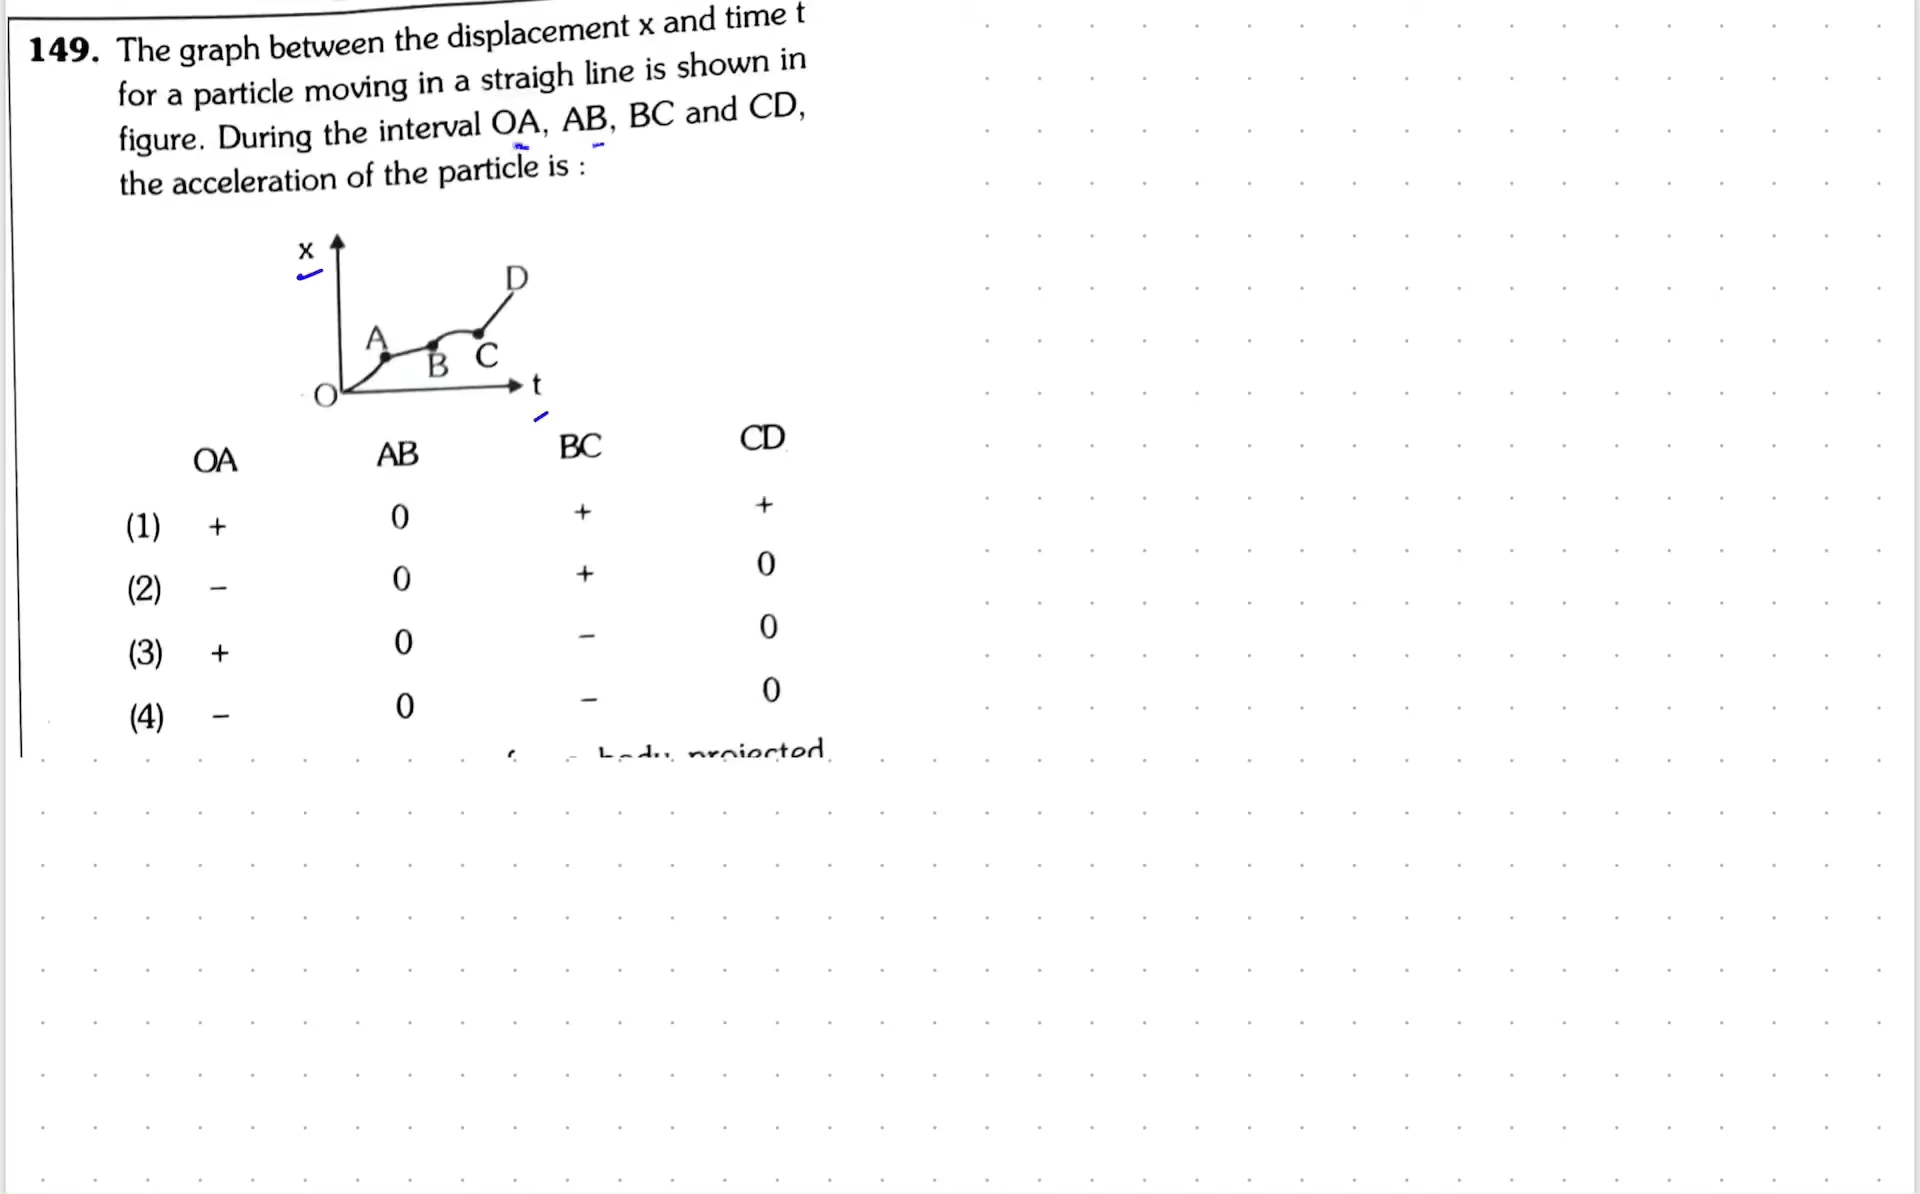 149. The graph between the displacement x and time t
for a particle moving in a straigh line is shown in
figure. During the interval OA, AB, BC and CD,
the acceleration of the particle is :
x
D
A
B C
O
t
OA AB BC CD
(1) + 0 + +
(2) – 0 + 0
(3) + 0 – 0
(4) – 0 – 0
body projected